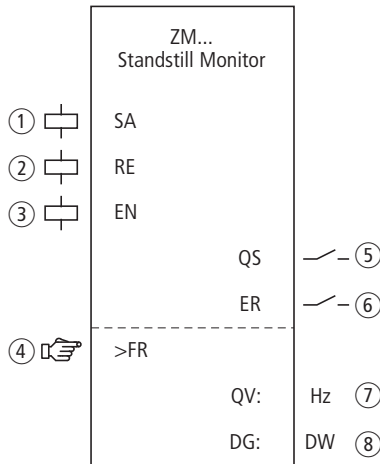 ZM...
Standstill Monitor
① SA
② RE
③ EN
QS ⑤
ER ⑥
④ >FR
QV: Hz ⑦
DG: DW ⑧